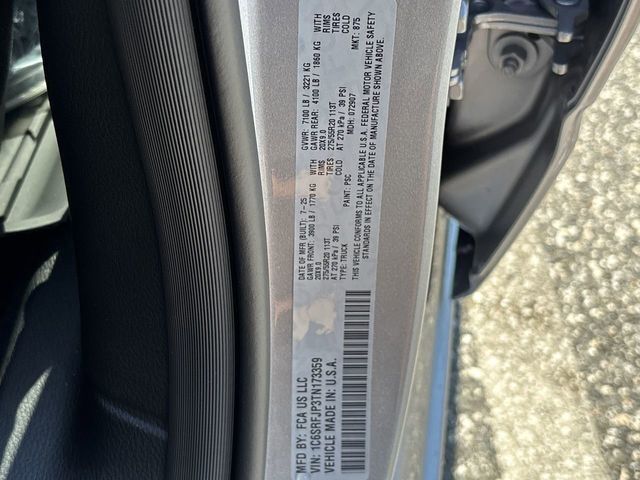 MFD BY: FCA US LLC
DATE OF MFR (BUILT): 7-25
GVWR: 7100 LB / 3221 KG
GAWR FRONT: 3900 LB / 1770 KG WITH
20X9.0 RIMS
275/55R20 113T TIRES
AT 270 kPa / 39 PSI COLD
GAWR REAR: 4100 LB / 1860 KG WITH
20X9.0 RIMS
275/55R20 113T TIRES
AT 270 kPa / 39 PSI COLD
TYPE: TRUCK
PAINT: PSC
MDH: 072907
MKT: 875
THIS VEHICLE CONFORMS TO ALL APPLICABLE U.S.A. FEDERAL MOTOR VEHICLE SAFETY
STANDARDS IN EFFECT ON THE DATE OF MANUFACTURE SHOWN ABOVE.
VIN: 1C6SRFJP3TN173359
VEHICLE MADE IN: U.S.A.